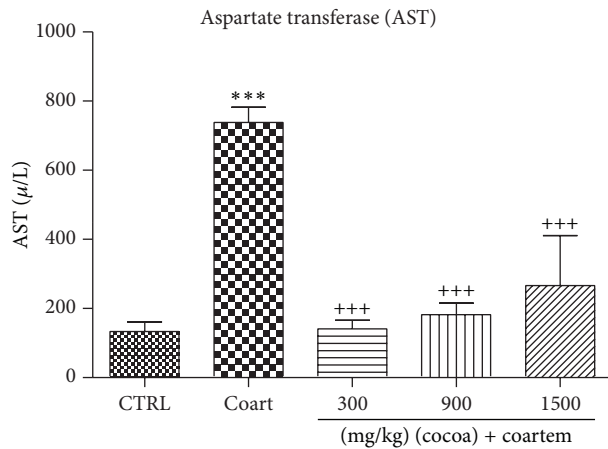 Aspartate transferase (AST)
AST (μ/L)
1000
800
600
400
200
0
***
+++
+++
+++
CTRL Coart 300 900 1500
(mg/kg) (cocoa) + coartem